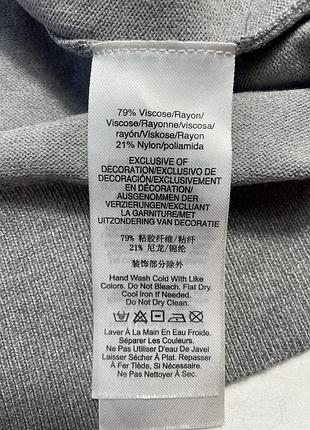 79% Viscose/Rayon/
Viscose/Rayonne/viscosa/
rayón/Viskose/Rayon
21% Nylon/poliamida
EXCLUSIVE OF
DECORATION/EXCLUSIVO DE
DECORACIÓN/EXCLUSIVEMENT
EN DÉCORATION/
AUSGENOMMEN DER
VERZIERUNGEN/EXCLUÍDO
LA GARNITURE/MET
UITZONDERING VAN DECORATIE
79% 粘胶纤维/粘纤
21% 尼龙/锦纶
装饰部分除外
Hand Wash Cold With Like
Colors. Do Not Bleach. Flat Dry.
Cool Iron If Needed.
Do Not Dry Clean.
Laver À La Main En Eau Froide.
Séparer Les Couleurs.
Ne Pas Utiliser D'Eau De Javel
Laisser Sécher À Plat. Repasser
À Fer Tiède, Si Nécessaire.
Ne Pas Nettoyer À Sec.